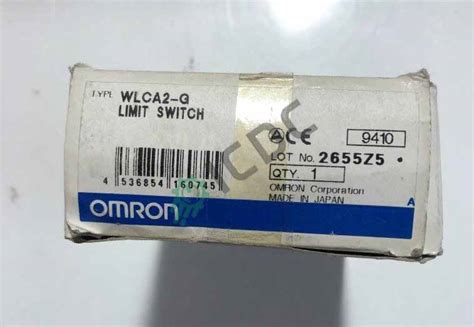 TYPE WLCA2-G
LIMIT SWITCH
4 536854 160745
OMRON
CE 9410
LOT No. 2655Z5
QTY. 1
OMRON Corporation
MADE IN JAPAN
A
ICDC